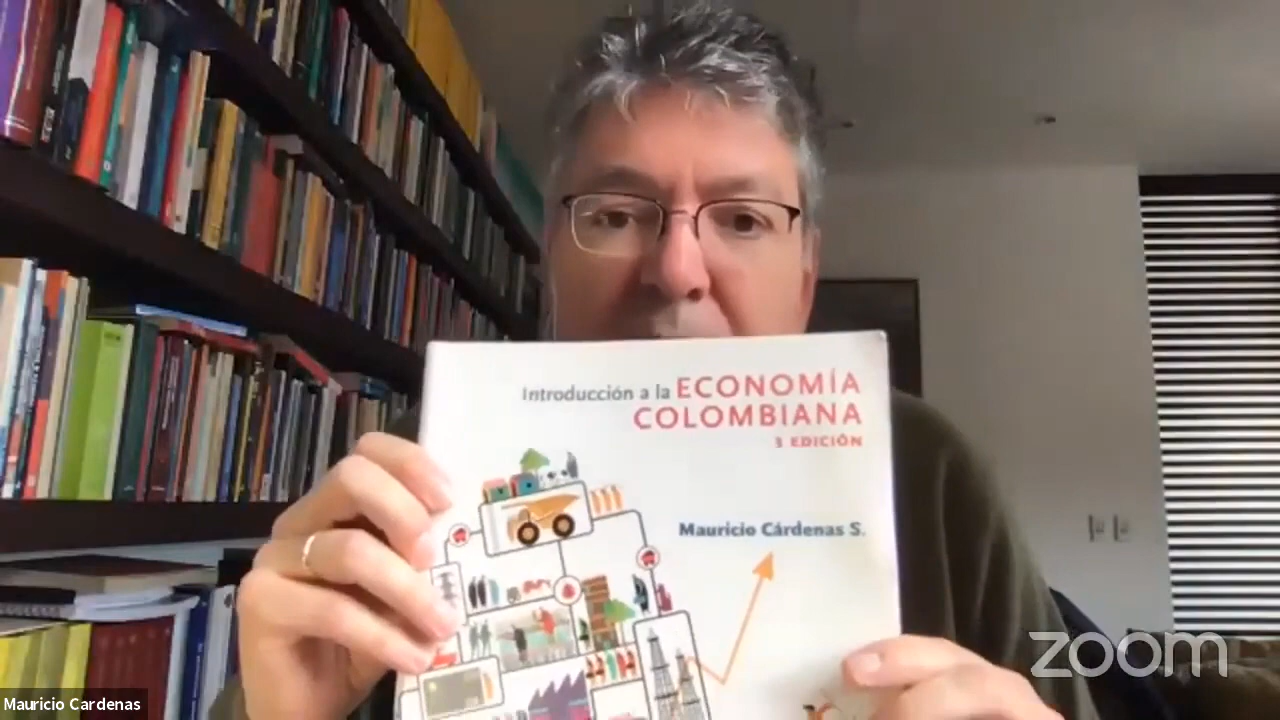 Introducción a la ECONOMÍA
COLOMBIANA
3 EDICIÓN
Mauricio Cárdenas S.
zoom
Mauricio Cardenas